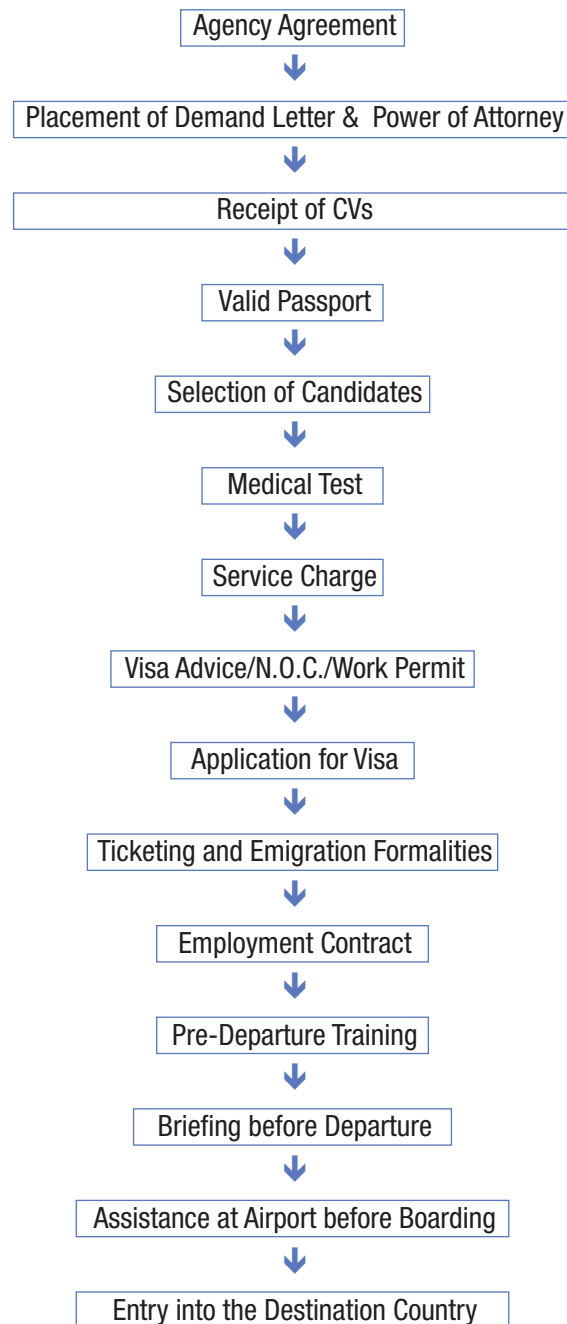 Agency Agreement
Placement of Demand Letter & Power of Attorney
Receipt of CVs
Valid Passport
Selection of Candidates
Medical Test
Service Charge
Visa Advice/N.O.C./Work Permit
Application for Visa
Ticketing and Emigration Formalities
Employment Contract
Pre-Departure Training
Briefing before Departure
Assistance at Airport before Boarding
Entry into the Destination Country